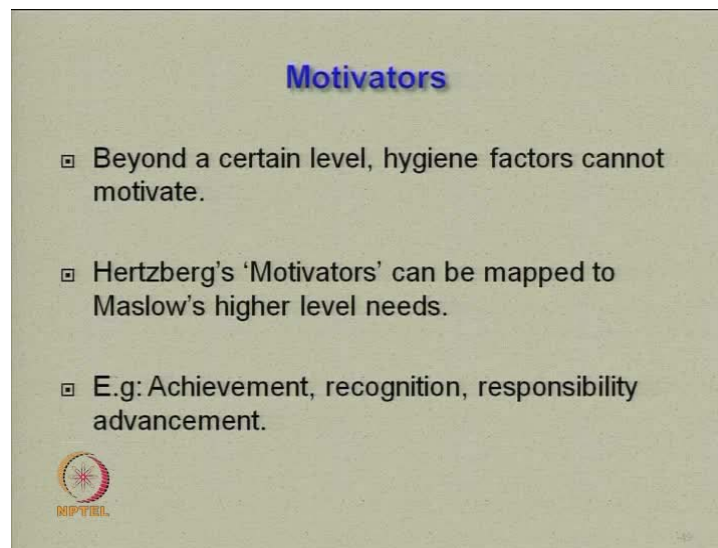 Motivators
Beyond a certain level, hygiene factors cannot
motivate.
Hertzberg's ‘Motivators’ can be mapped to
Maslow's higher level needs.
E.g: Achievement, recognition, responsibility
advancement.
NPTEL